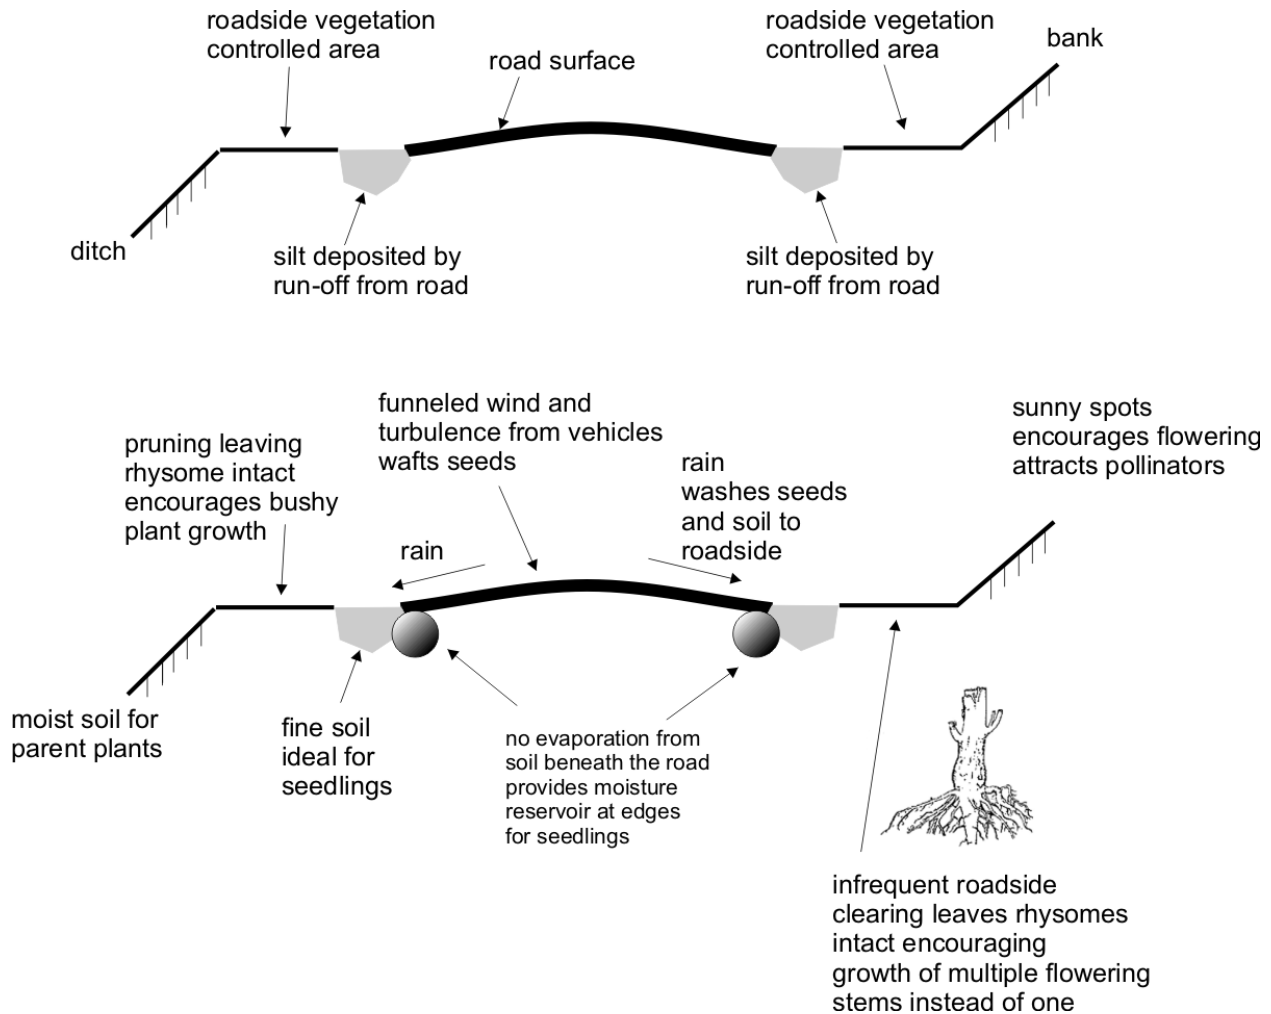 roadside vegetation
controlled area
road surface
roadside vegetation
controlled area
bank
ditch
silt deposited by
run-off from road
silt deposited by
run-off from road
funneled wind and
turbulence from vehicles
wafts seeds
sunny spots
encourages flowering
attracts pollinators
pruning leaving
rhysome intact
encourages bushy
plant growth
rain
washes seeds
and soil to
roadside
rain
moist soil for
parent plants
fine soil
ideal for
seedlings
no evaporation from
soil beneath the road
provides moisture
reservoir at edges
for seedlings
infrequent roadside
clearing leaves rhysomes
intact encouraging
growth of multiple flowering
stems instead of one